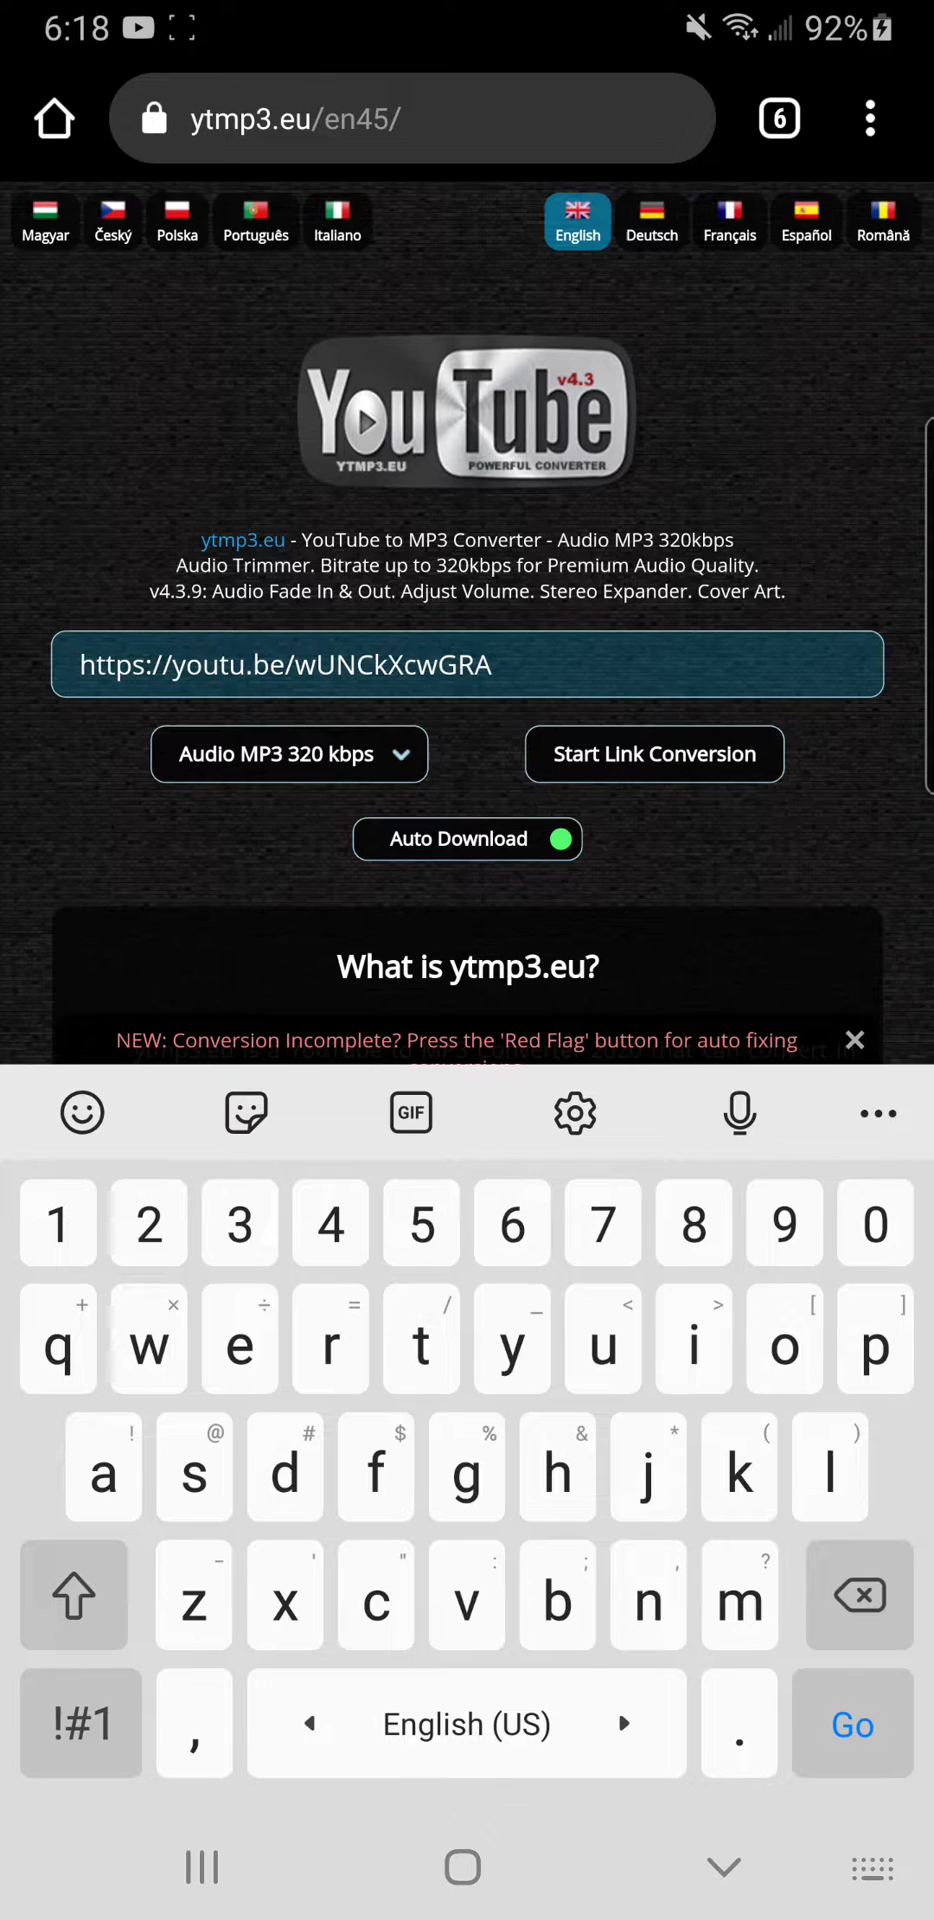 6:18
92%
ytmp3.eu/en45/
6
Magyar Český Polska Português Italiano English Deutsch Français Español Română
YouTube
v4.3
YTMP3.EU POWERFUL CONVERTER
ytmp3.eu - YouTube to MP3 Converter - Audio MP3 320kbps
Audio Trimmer. Bitrate up to 320kbps for Premium Audio Quality.
v4.3.9: Audio Fade In & Out. Adjust Volume. Stereo Expander. Cover Art.
https://youtu.be/wUNCkXcwGRA
Audio MP3 320 kbps Start Link Conversion
Auto Download
What is ytmp3.eu?
NEW: Conversion Incomplete? Press the 'Red Flag' button for auto fixing
GIF
1 2 3 4 5 6 7 8 9 0
+ × ÷ = / _ < > [ ]
q w e r t y u i o p
! @ # $ % & * ( )
a s d f g h j k l
- ' " : ; , ?
z x c v b n m
!#1 , English (US) . Go